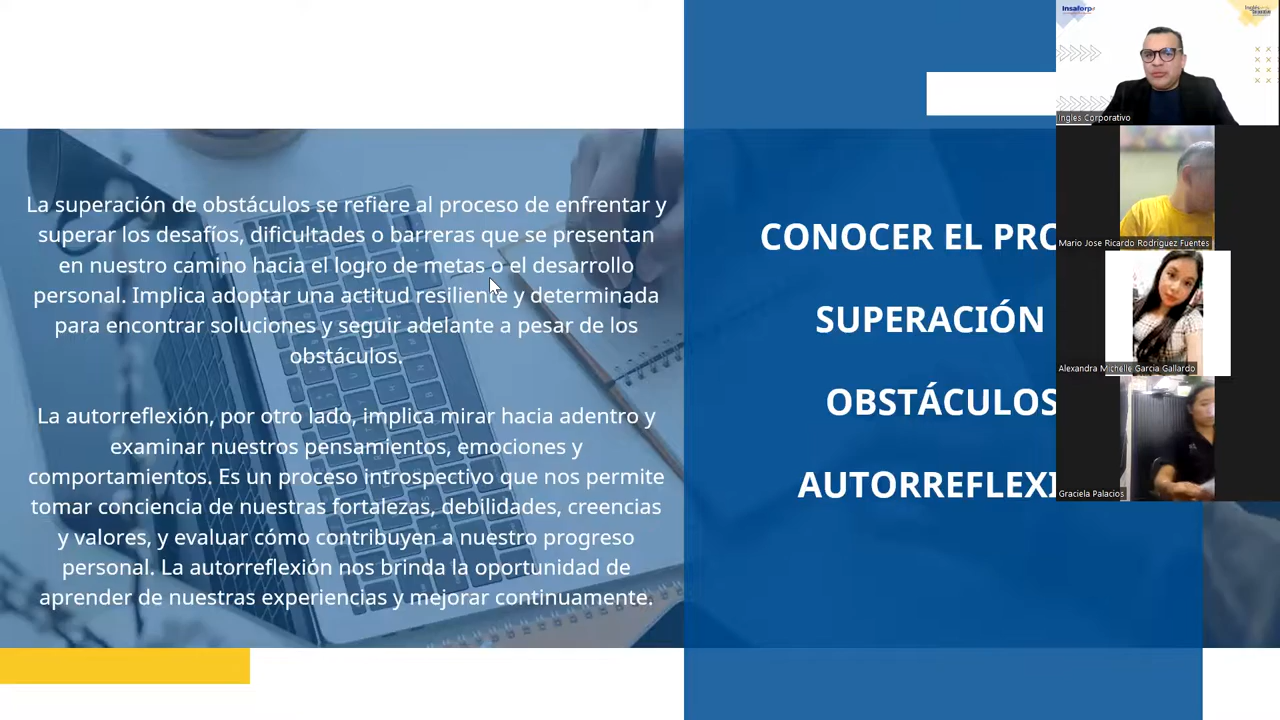 La superación de obstáculos se refiere al proceso de enfrentar y
superar los desafíos, dificultades o barreras que se presentan
en nuestro camino hacia el logro de metas o el desarrollo
personal. Implica adoptar una actitud resiliente y determinada
para encontrar soluciones y seguir adelante a pesar de los
obstáculos.
La autorreflexión, por otro lado, implica mirar hacia adentro y
examinar nuestros pensamientos, emociones y
comportamientos. Es un proceso introspectivo que nos permite
tomar conciencia de nuestras fortalezas, debilidades, creencias
y valores, y evaluar cómo contribuyen a nuestro progreso
personal. La autorreflexión nos brinda la oportunidad de
aprender de nuestras experiencias y mejorar continuamente.
CONOCER EL PRO
SUPERACIÓN
OBSTÁCULOS
AUTORREFLEXI
Insaforp
Ingles Corporativo
Mario Jose Ricardo Rodriguez Fuentes
Alexandra Michelle Garcia Gallardo
Graciela Palacios